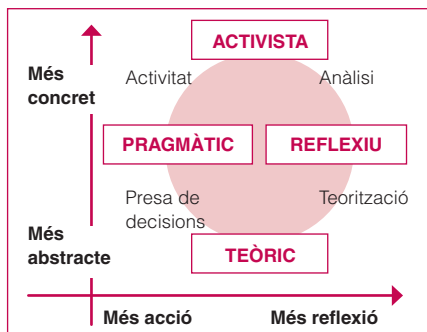 ACTIVISTA
Més
concret
Activitat
Anàlisi
PRAGMÀTIC
REFLEXIU
Presa de
decisions
Teorització
Més
abstracte
TEÒRIC
Més acció
Més reflexió